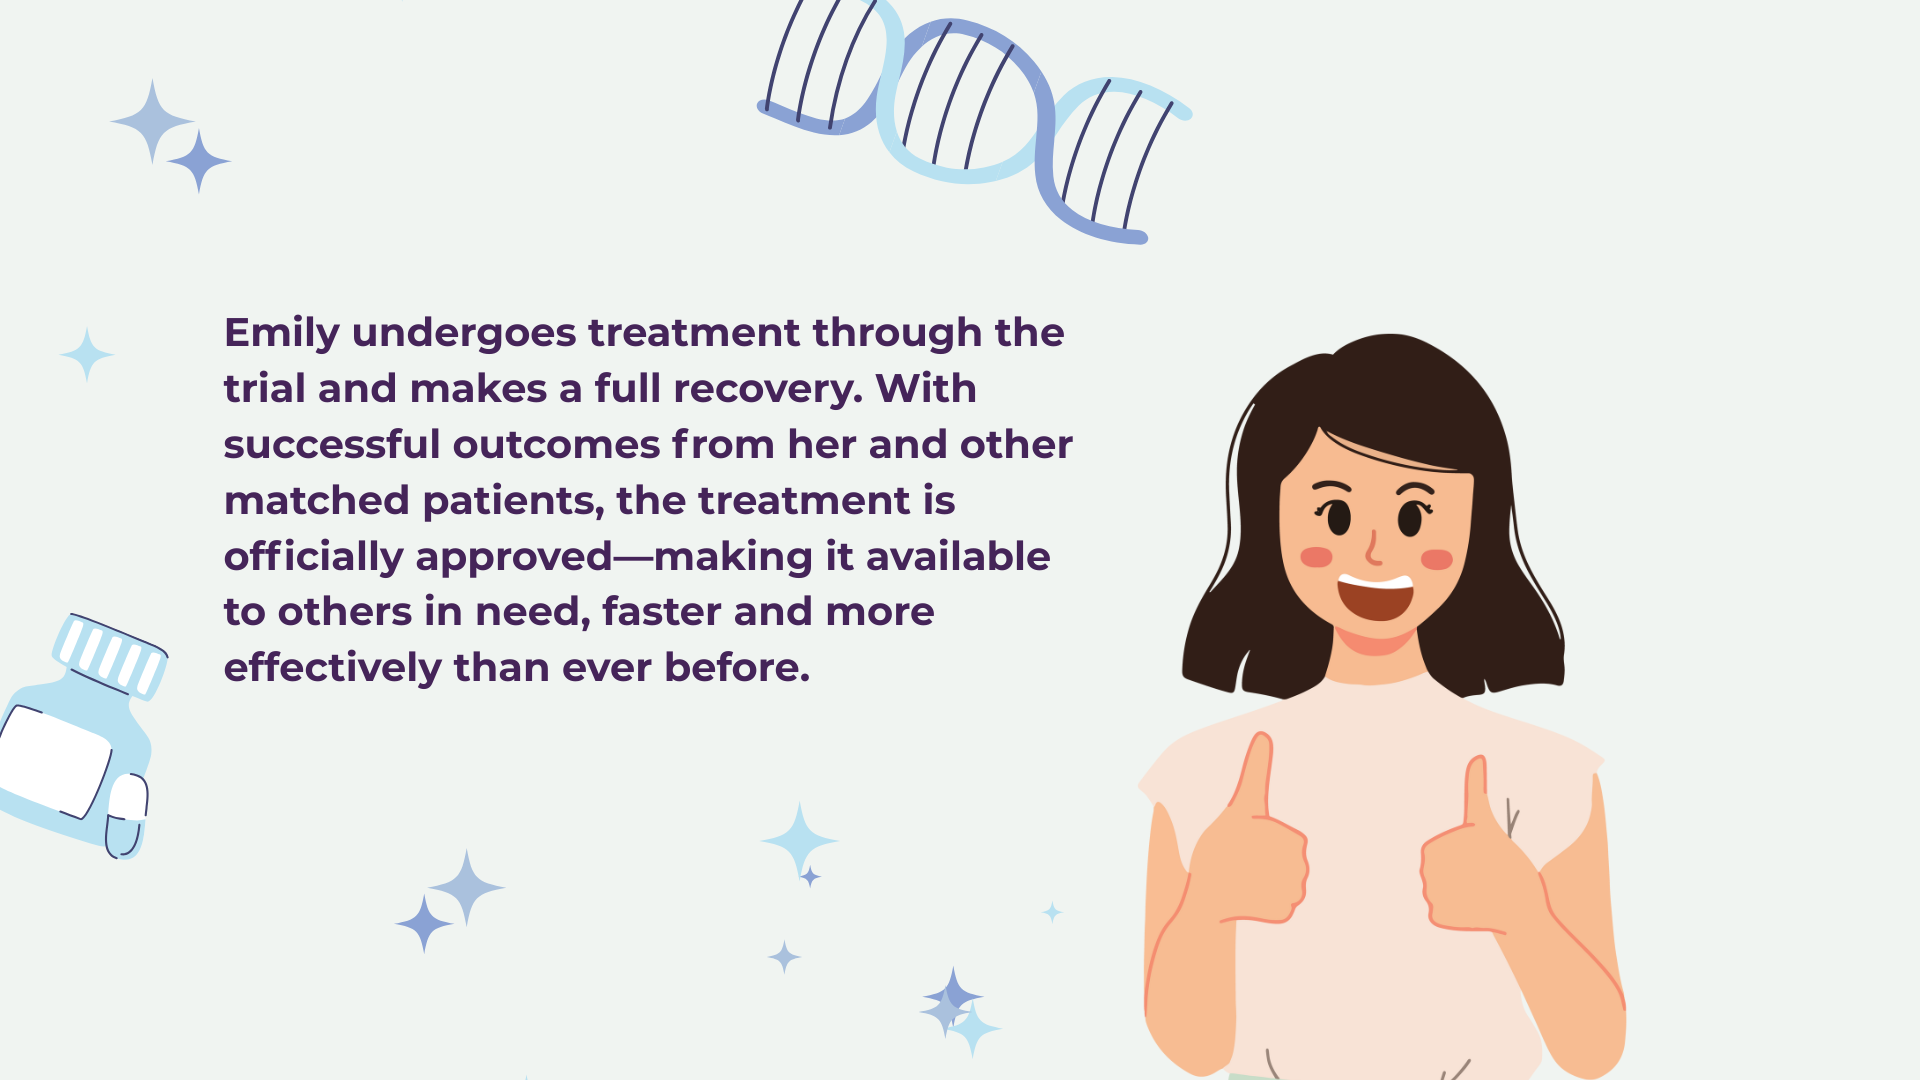 Emily undergoes treatment through the
trial and makes a full recovery. With
successful outcomes from her and other
matched patients, the treatment is
officially approved—making it available
to others in need, faster and more
effectively than ever before.